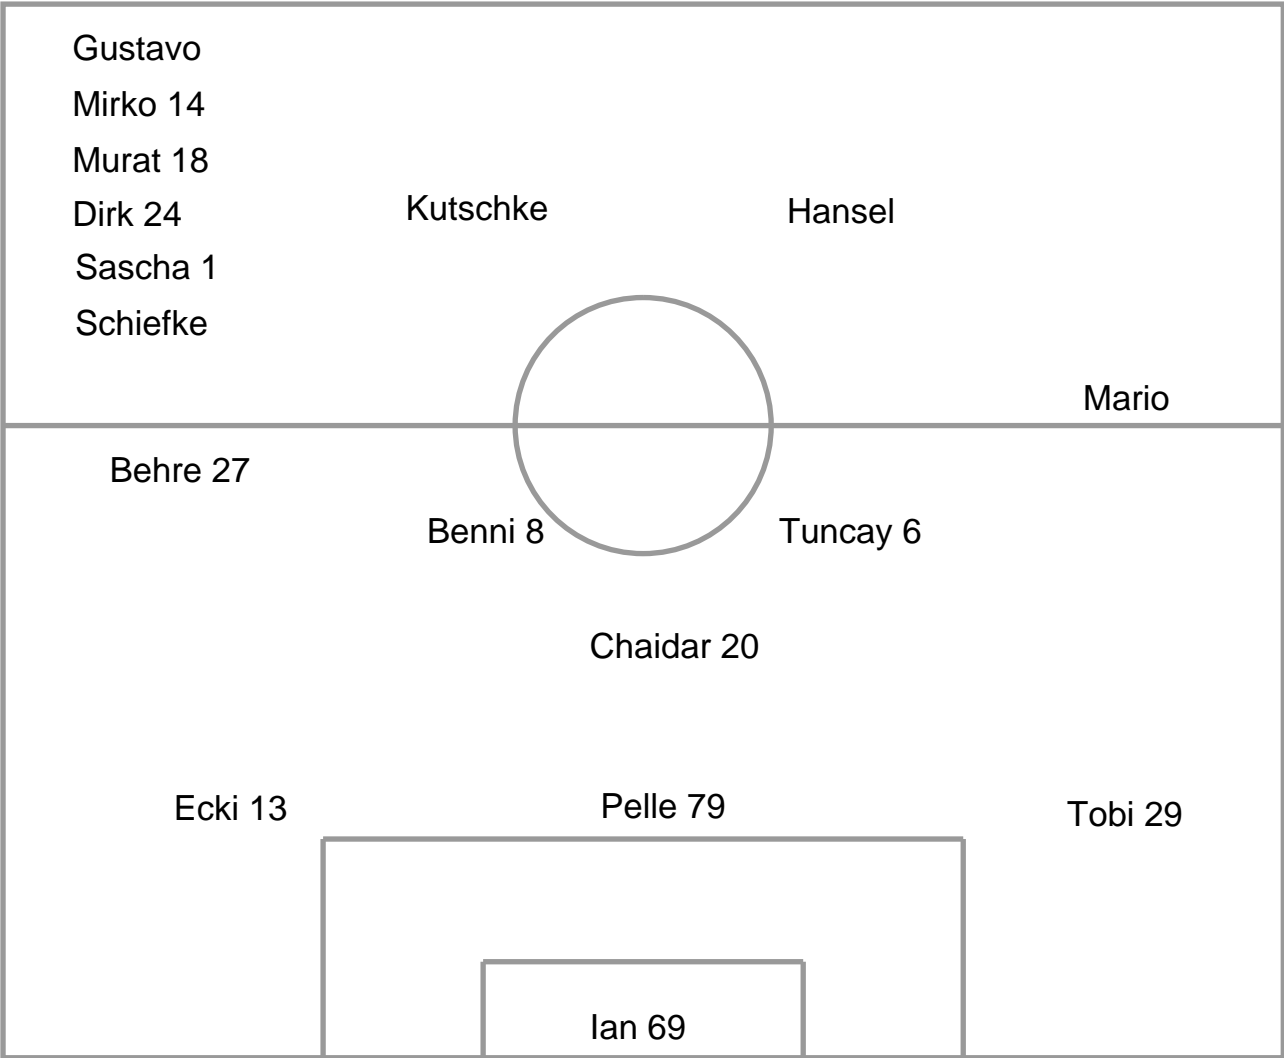 Gustavo
Mirko 14
Murat 18
Dirk 24
Sascha 1
Schiefke
Kutschke
Hansel
Mario
Behre 27
Benni 8
Tuncay 6
Chaidar 20
Ecki 13
Pelle 79
Tobi 29
Ian 69